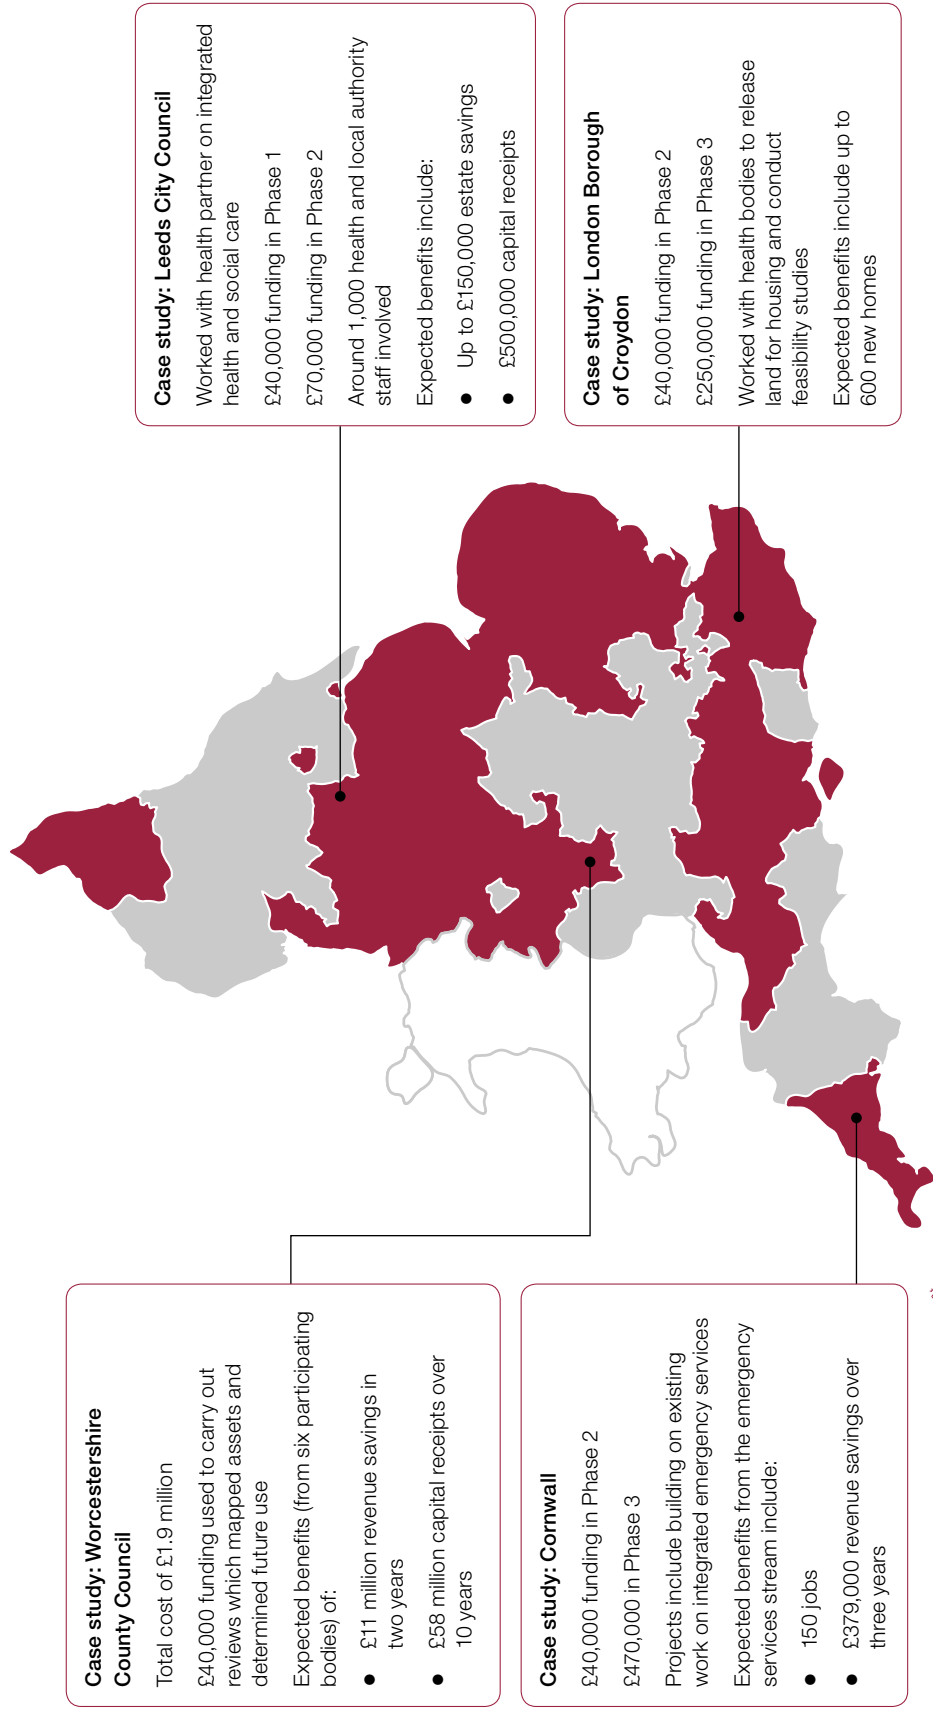 Case study: Worcestershire
County Council
Total cost of £1.9 million
£40,000 funding used to carry out
reviews which mapped assets and
determined future use
Expected benefits (from six participating
bodies) of:
● £11 million revenue savings in
two years
● £58 million capital receipts over
10 years
Case study: Cornwall
£40,000 funding in Phase 2
£470,000 in Phase 3
Projects include building on existing
work on integrated emergency services
Expected benefits from the emergency
services stream include:
● 150 jobs
● £379,000 revenue savings over
three years
Case study: Leeds City Council
Worked with health partner on integrated
health and social care
£40,000 funding in Phase 1
£70,000 funding in Phase 2
Around 1,000 health and local authority
staff involved
Expected benefits include:
● Up to £150,000 estate savings
● £500,000 capital receipts
Case study: London Borough
of Croydon
£40,000 funding in Phase 2
£250,000 funding in Phase 3
Worked with health bodies to release
land for housing and conduct
feasibility studies
Expected benefits include up to
600 new homes